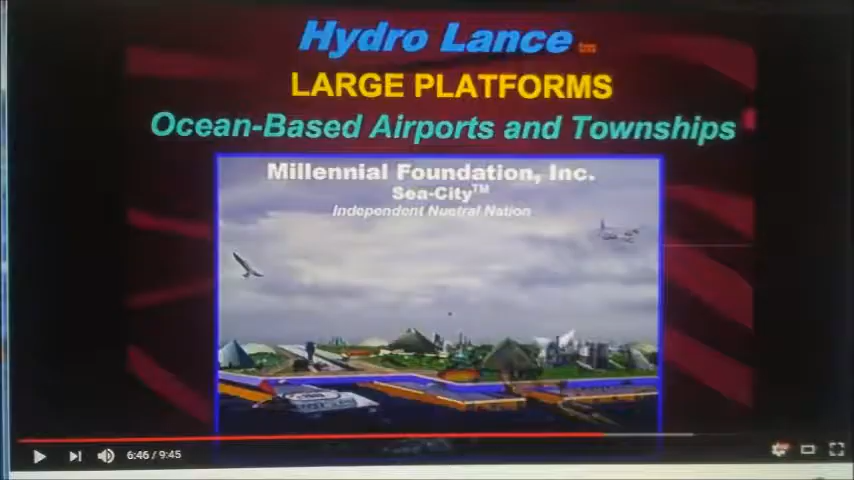 Hydro Lance
LARGE PLATFORMS
Ocean-Based Airports and Townships
Millennial Foundation, Inc.
Sea-City™
Independent Nustral Nation
6:46 / 9:45